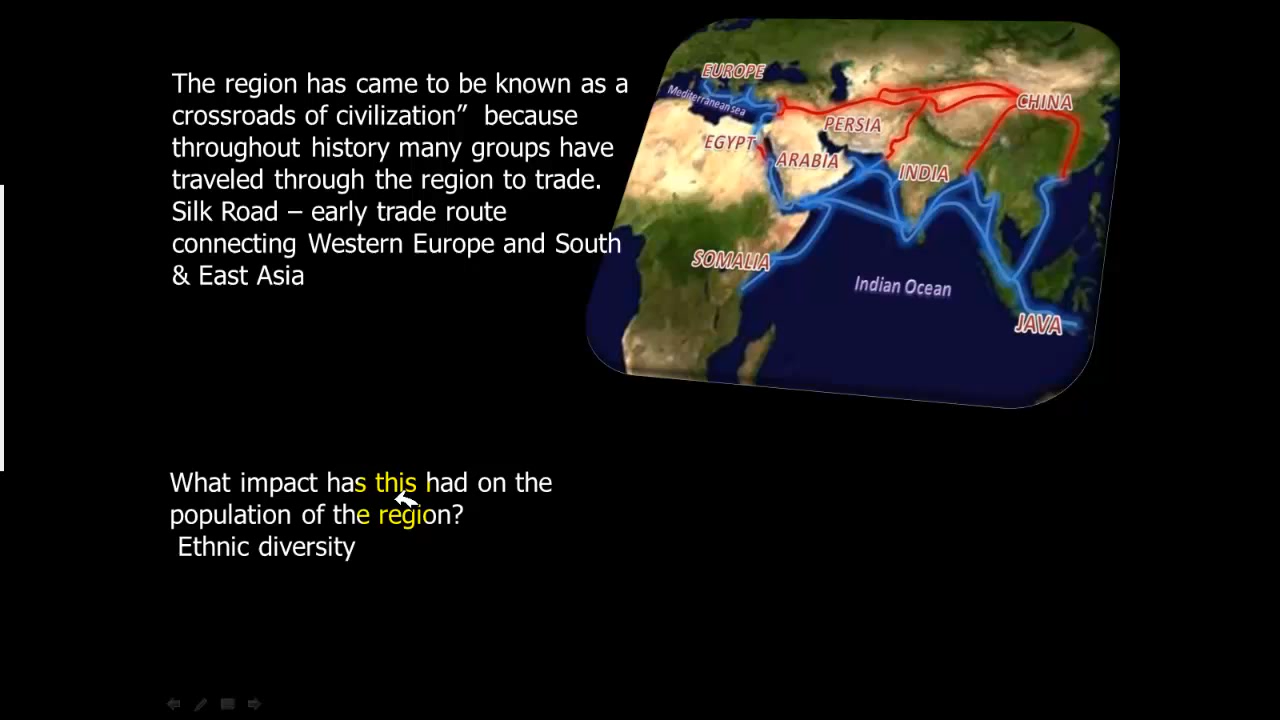 The region has came to be known as a
crossroads of civilization” because
throughout history many groups have
traveled through the region to trade.
Silk Road – early trade route
connecting Western Europe and South
& East Asia
EUROPE
Mediterranean sea
CHINA
PERSIA
EGYPT
ARABIA
INDIA
SOMALIA
Indian Ocean
JAVA
What impact has this had on the
population of the region?
Ethnic diversity